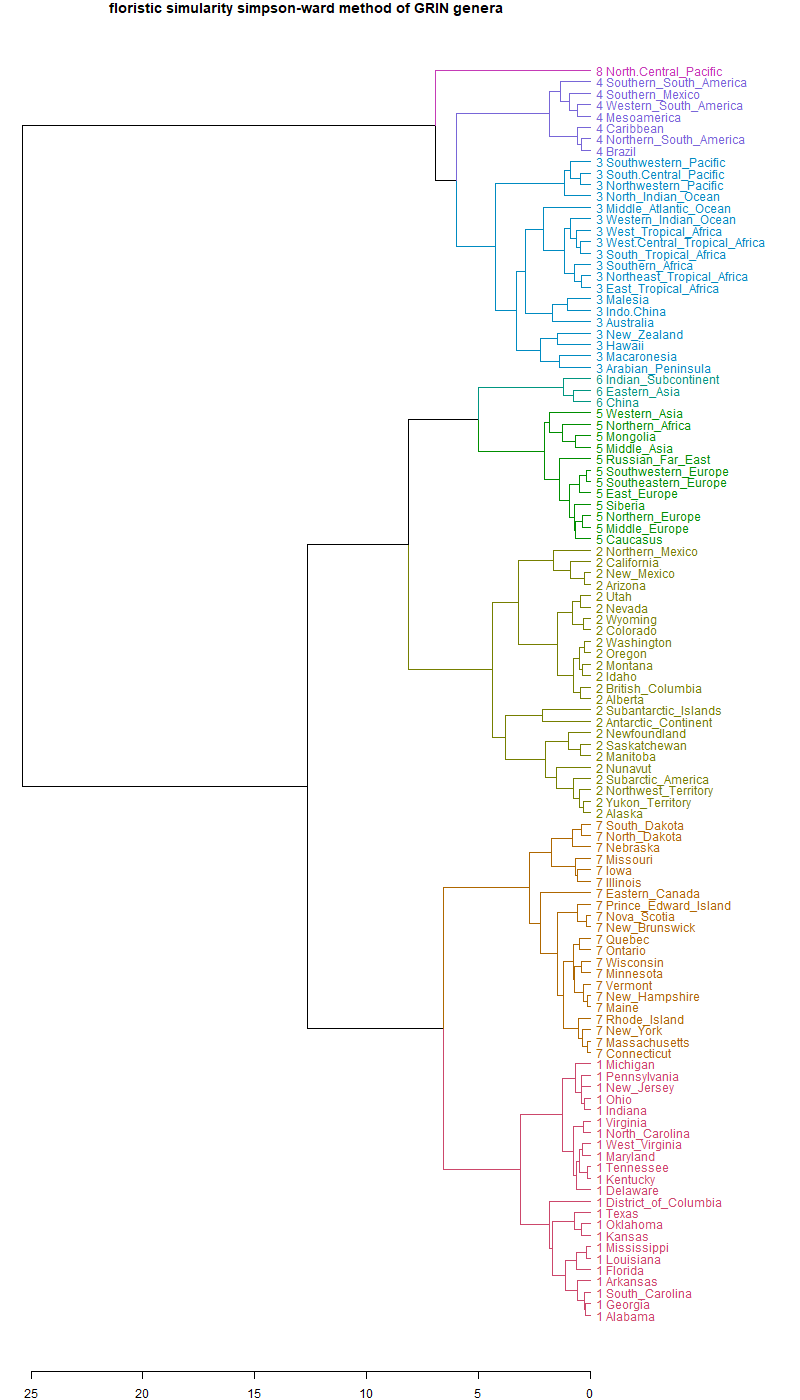 floristic simularity simpson-ward method of GRIN genera
8 North.Central_Pacific
4 Southern_South_America
4 Southern_Mexico
4 Western_South_America
4 Mesoamerica
4 Caribbean
4 Northern_South_America
4 Brazil
3 Southwestern_Pacific
3 South.Central_Pacific
3 Northwestern_Pacific
3 North_Indian_Ocean
3 Middle_Atlantic_Ocean
3 Western_Indian_Ocean
3 West_Tropical_Africa
3 West.Central_Tropical_Africa
3 South_Tropical_Africa
3 Southern_Africa
3 Northeast_Tropical_Africa
3 East_Tropical_Africa
3 Malesia
3 Indo.China
3 Australia
3 New_Zealand
3 Hawaii
3 Macaronesia
3 Arabian_Peninsula
6 Indian_Subcontinent
6 Eastern_Asia
6 China
5 Western_Asia
5 Northern_Africa
5 Mongolia
5 Middle_Asia
5 Russian_Far_East
5 Southwestern_Europe
5 Southeastern_Europe
5 East_Europe
5 Siberia
5 Northern_Europe
5 Middle_Europe
5 Caucasus
2 Northern_Mexico
2 California
2 New_Mexico
2 Arizona
2 Utah
2 Nevada
2 Wyoming
2 Colorado
2 Washington
2 Oregon
2 Montana
2 Idaho
2 British_Columbia
2 Alberta
2 Subantarctic_Islands
2 Antarctic_Continent
2 Newfoundland
2 Saskatchewan
2 Manitoba
2 Nunavut
2 Subarctic_America
2 Northwest_Territory
2 Yukon_Territory
2 Alaska
7 South_Dakota
7 North_Dakota
7 Nebraska
7 Missouri
7 Iowa
7 Illinois
7 Eastern_Canada
7 Prince_Edward_Island
7 Nova_Scotia
7 New_Brunswick
7 Quebec
7 Ontario
7 Wisconsin
7 Minnesota
7 Vermont
7 New_Hampshire
7 Maine
7 Rhode_Island
7 New_York
7 Massachusetts
7 Connecticut
1 Michigan
1 Pennsylvania
1 New_Jersey
1 Ohio
1 Indiana
1 Virginia
1 North_Carolina
1 West_Virginia
1 Maryland
1 Tennessee
1 Kentucky
1 Delaware
1 District_of_Columbia
1 Texas
1 Oklahoma
1 Kansas
1 Mississippi
1 Louisiana
1 Florida
1 Arkansas
1 South_Carolina
1 Georgia
1 Alabama
25 20 15 10 5 0